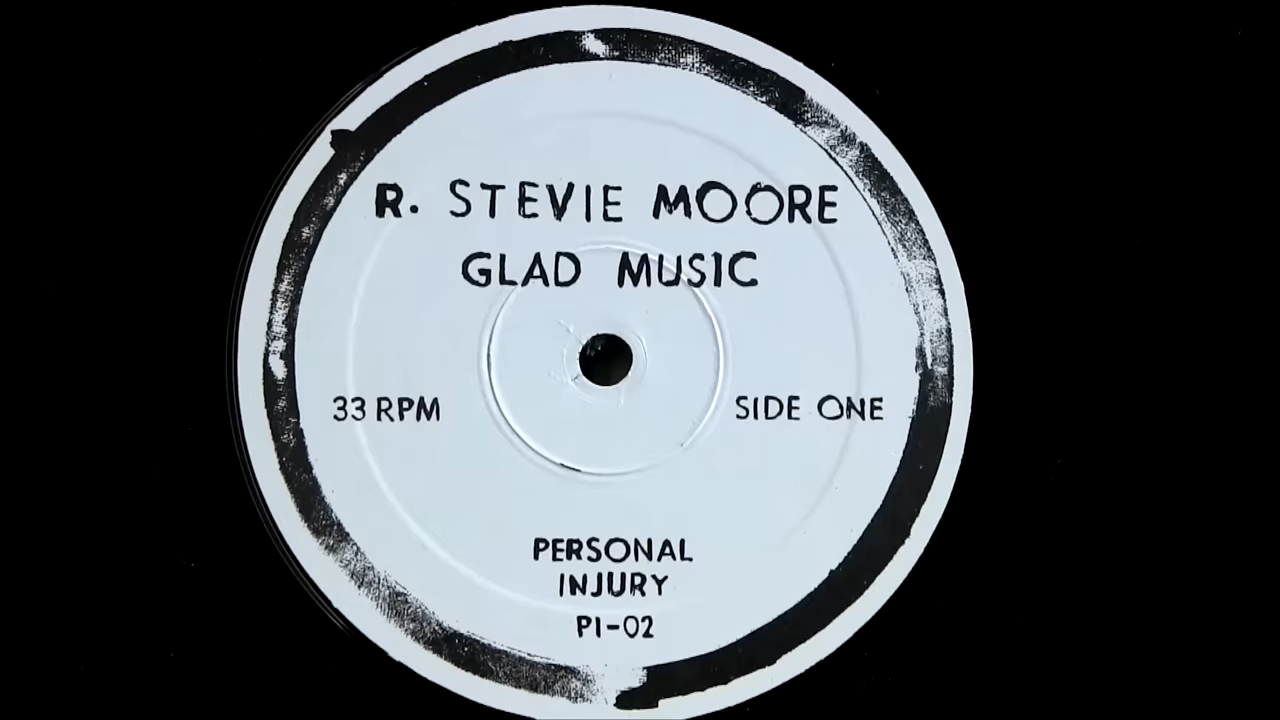 R. STEVIE MOORE
GLAD MUSIC
33 RPM
SIDE ONE
PERSONAL
INJURY
PI-02